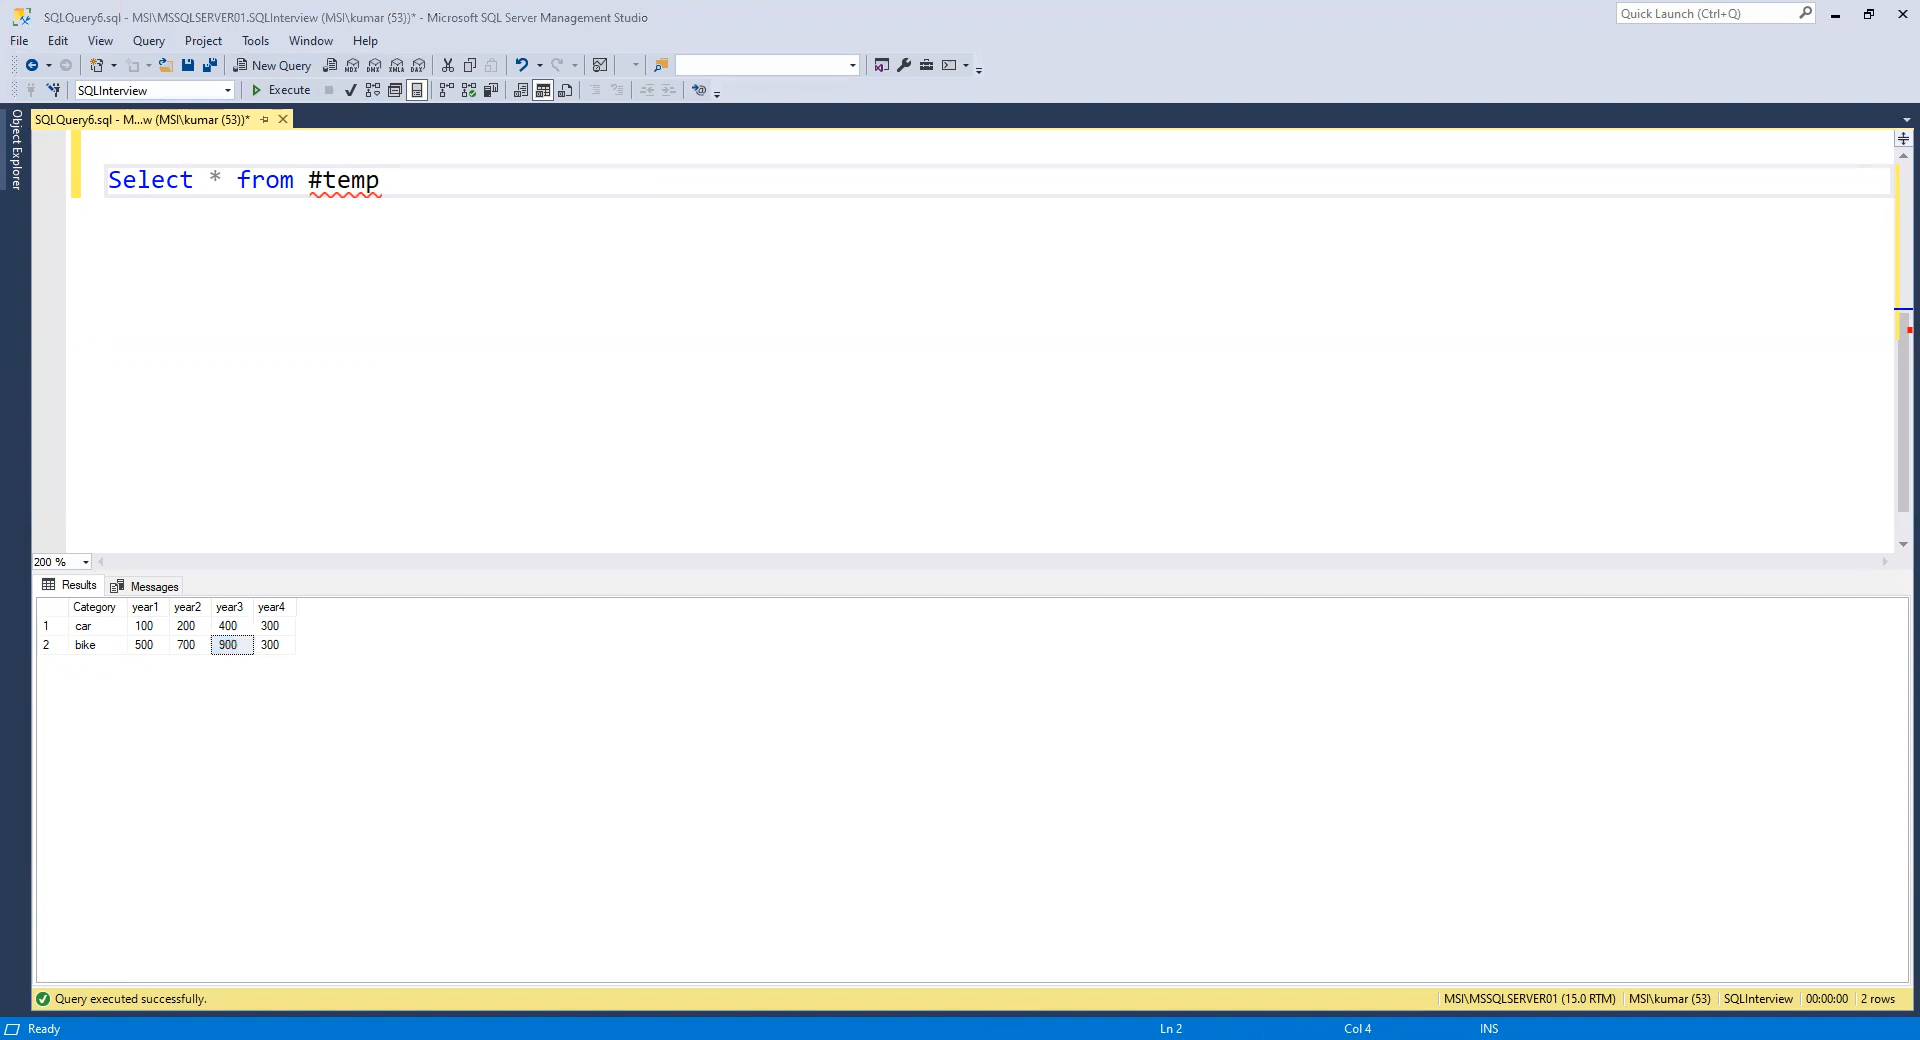 SQLQuery6.sql - MSI\MSSQLSERVER01.SQLInterview (MSI\kumar (53))* - Microsoft SQL Server Management Studio
Quick Launch (Ctrl+Q)
File Edit View Query Project Tools Window Help
New Query MDX DMX XMLA DAX
SQLInterview Execute
SQLQuery6.sql - M...w (MSI\kumar (53))*
Object Explorer
Select * from #temp
200 %
Results Messages
Category year1 year2 year3 year4
1 car 100 200 400 300
2 bike 500 700 900 300
Query executed successfully. MSI\MSSQLSERVER01 (15.0 RTM) MSI\kumar (53) SQLInterview 00:00:00 2 rows
Ready Ln 2 Col 4 INS